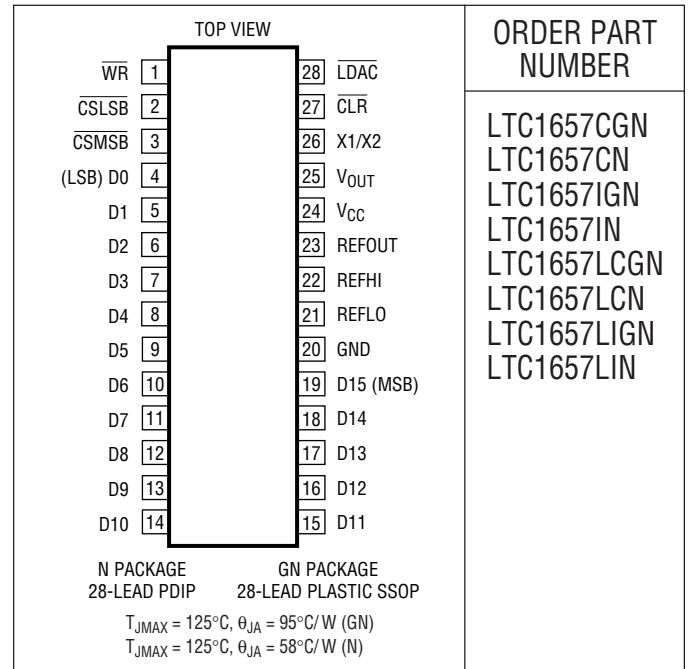 TOP VIEW
WR 1 28 LDAC
CSLSB 2 27 CLR
CSMSB 3 26 X1/X2
(LSB) D0 4 25 VOUT
D1 5 24 VCC
D2 6 23 REFOUT
D3 7 22 REFHI
D4 8 21 REFLO
D5 9 20 GND
D6 10 19 D15 (MSB)
D7 11 18 D14
D8 12 17 D13
D9 13 16 D12
D10 14 15 D11
N PACKAGE
28-LEAD PDIP
GN PACKAGE
28-LEAD PLASTIC SSOP
TJMAX = 125°C, θJA = 95°C/ W (GN)
TJMAX = 125°C, θJA = 58°C/ W (N)
ORDER PART
NUMBER
LTC1657CGN
LTC1657CN
LTC1657IGN
LTC1657IN
LTC1657LCGN
LTC1657LCN
LTC1657LIGN
LTC1657LIN